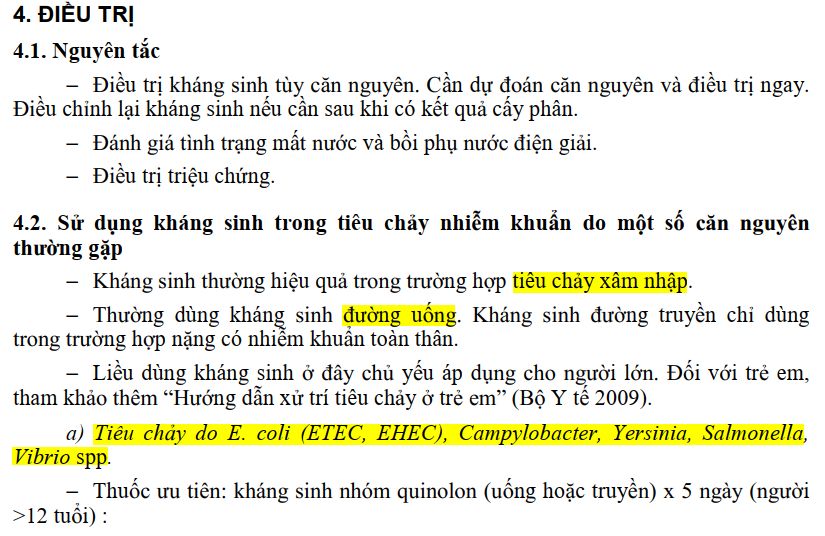 4. ĐIỀU TRỊ
4.1. Nguyên tắc
– Điều trị kháng sinh tùy căn nguyên. Cần dự đoán căn nguyên và điều trị ngay.
Điều chỉnh lại kháng sinh nếu cần sau khi có kết quả cấy phân.
– Đánh giá tình trạng mất nước và bồi phụ nước điện giải.
– Điều trị triệu chứng.
4.2. Sử dụng kháng sinh trong tiêu chảy nhiễm khuẩn do một số căn nguyên
thường gặp
– Kháng sinh thường hiệu quả trong trường hợp tiêu chảy xâm nhập.
– Thường dùng kháng sinh đường uống. Kháng sinh đường truyền chỉ dùng
trong trường hợp nặng có nhiễm khuẩn toàn thân.
– Liều dùng kháng sinh ở đây chủ yếu áp dụng cho người lớn. Đối với trẻ em,
tham khảo thêm “Hướng dẫn xử trí tiêu chảy ở trẻ em” (Bộ Y tế 2009).
a) Tiêu chảy do E. coli (ETEC, EHEC), Campylobacter, Yersinia, Salmonella,
Vibrio spp.
– Thuốc ưu tiên: kháng sinh nhóm quinolon (uống hoặc truyền) x 5 ngày (người
>12 tuổi) :